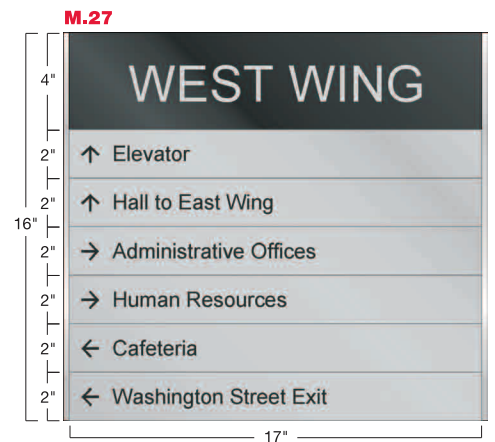 M.27
4"
WEST WING
2" ↑ Elevator
2" ↑ Hall to East Wing
16"
2" → Administrative Offices
2" → Human Resources
2" ← Cafeteria
2" ← Washington Street Exit
17"